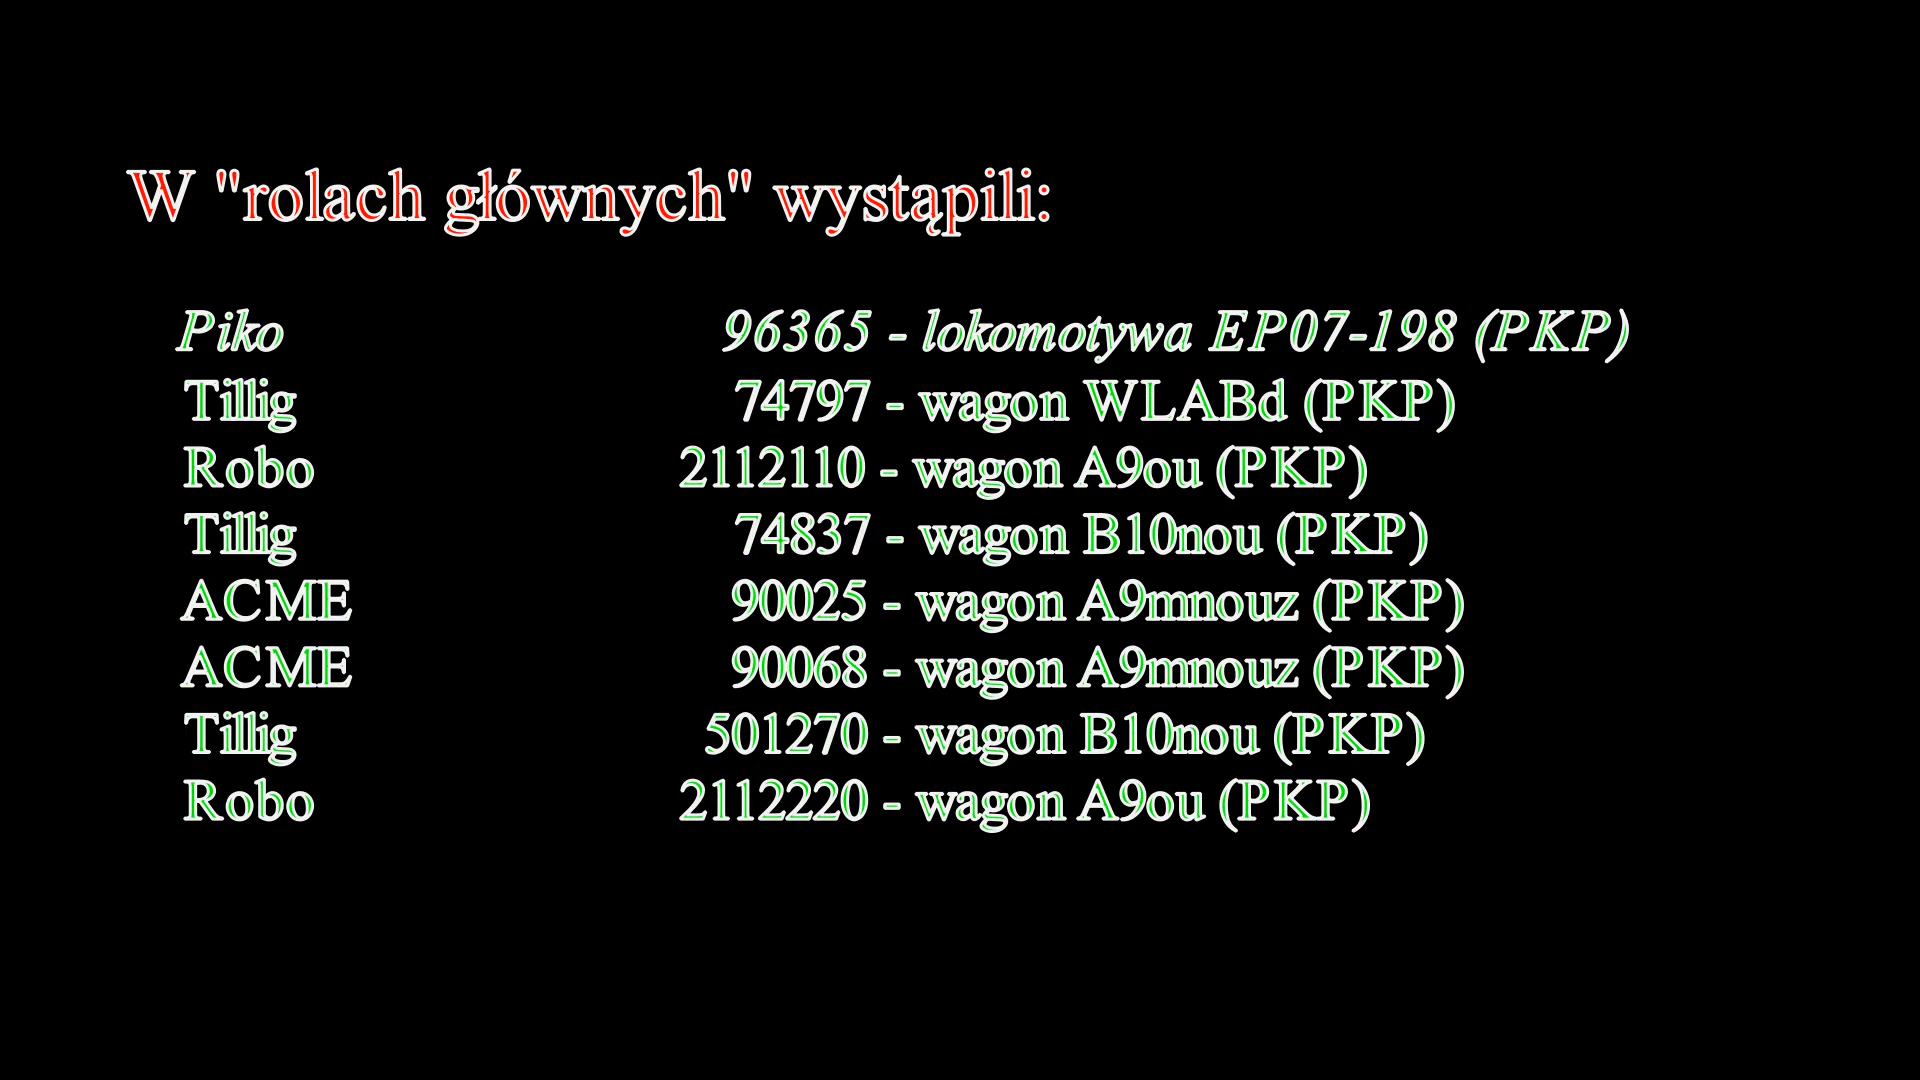 W "rolach głównych" wystąpili:
Piko 96365 - lokomotywa EP07-198 (PKP)
Tillig 74797 - wagon WLABd (PKP)
Robo 2112110 - wagon A9ou (PKP)
Tillig 74837 - wagon B10nou (PKP)
ACME 90025 - wagon A9mnouz (PKP)
ACME 90068 - wagon A9mnouz (PKP)
Tillig 501270 - wagon B10nou (PKP)
Robo 2112220 - wagon A9ou (PKP)